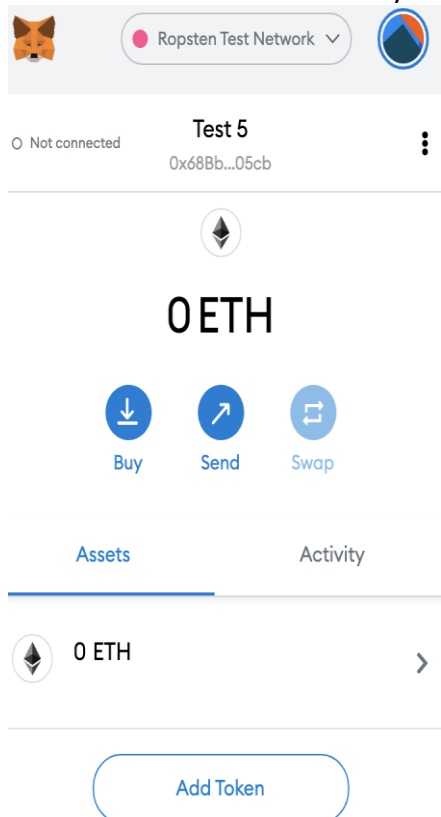 Ropsten Test Network
Not connected
Test 5
0x68Bb...05cb
0 ETH
Buy
Send
Swap
Assets
Activity
0 ETH
Add Token